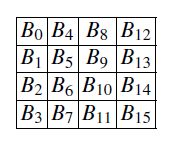 B₀ B₄ B₈ B₁₂
B₁ B₅ B₉ B₁₃
B₂ B₆ B₁₀ B₁₄
B₃ B₇ B₁₁ B₁₅